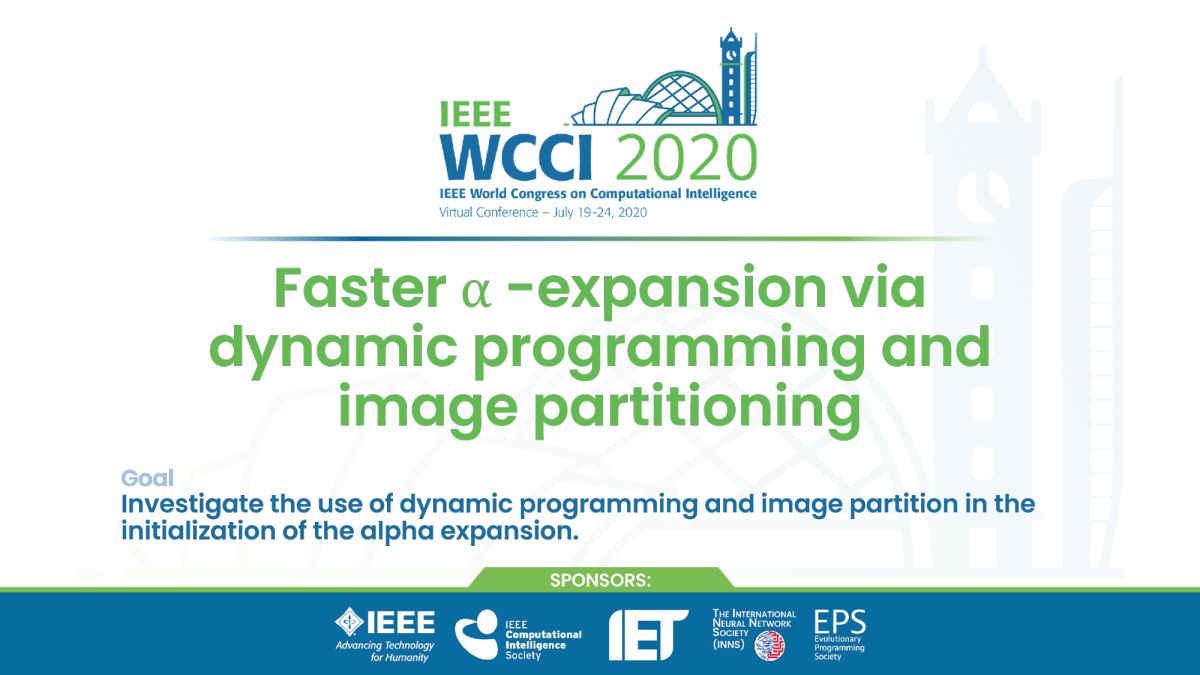 IEEE
WCCI 2020
IEEE World Congress on Computational Intelligence
Virtual Conference – July 19-24, 2020
Faster α -expansion via
dynamic programming and
image partitioning
Goal
Investigate the use of dynamic programming and image partition in the
initialization of the alpha expansion.
SPONSORS:
IEEE
Advancing Technology
for Humanity
IEEE
Computational
Intelligence
Society
IET
The International
Neural Network
Society
(INNS)
EPS
Evolutionary
Programming
Society